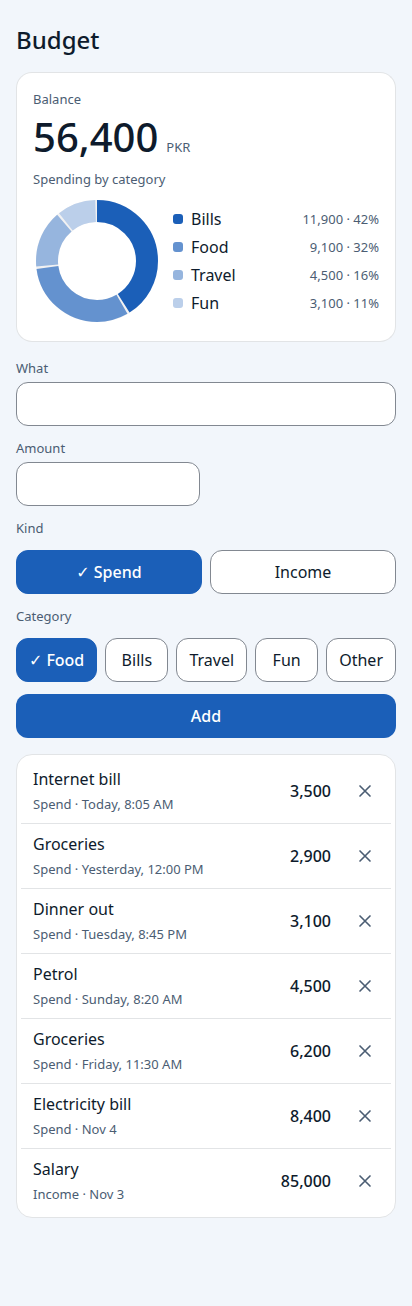 Budget
Balance
56,400 PKR
Spending by category
Bills 11,900 · 42%
Food 9,100 · 32%
Travel 4,500 · 16%
Fun 3,100 · 11%
What
Amount
Kind
✓ Spend Income
Category
✓ Food Bills Travel Fun Other
Add
Internet bill
Spend · Today, 8:05 AM
3,500
Groceries
Spend · Yesterday, 12:00 PM
2,900
Dinner out
Spend · Tuesday, 8:45 PM
3,100
Petrol
Spend · Sunday, 8:20 AM
4,500
Groceries
Spend · Friday, 11:30 AM
6,200
Electricity bill
Spend · Nov 4
8,400
Salary
Income · Nov 3
85,000